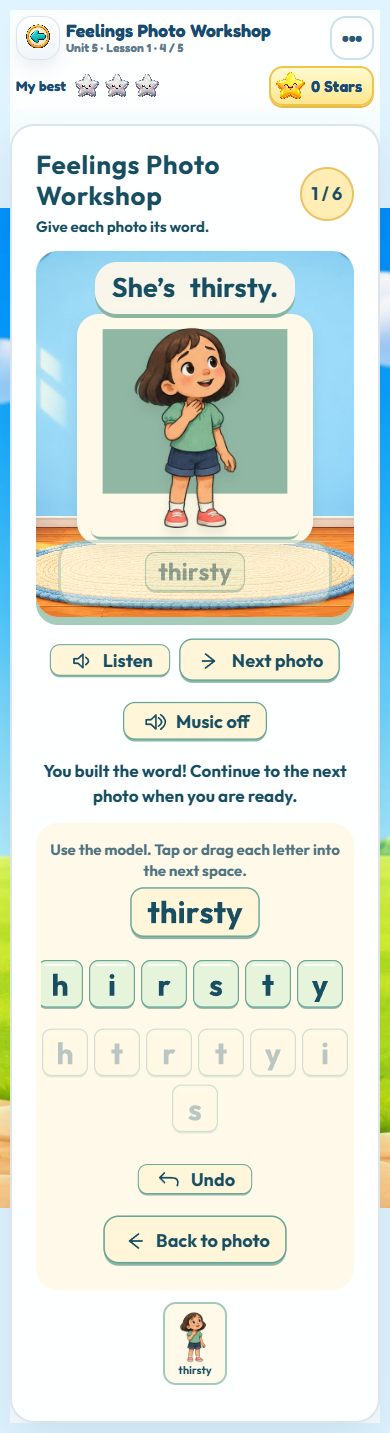 Feelings Photo Workshop
Unit 5 · Lesson 1 · 4 / 5
My best
0 Stars
Feelings Photo
Workshop
Give each photo its word.
1 / 6
She's thirsty.
thirsty
Listen
Next photo
Music off
You built the word! Continue to the next
photo when you are ready.
Use the model. Tap or drag each letter into
the next space.
thirsty
h i r s t y
h t r t y i
s
Undo
Back to photo
thirsty